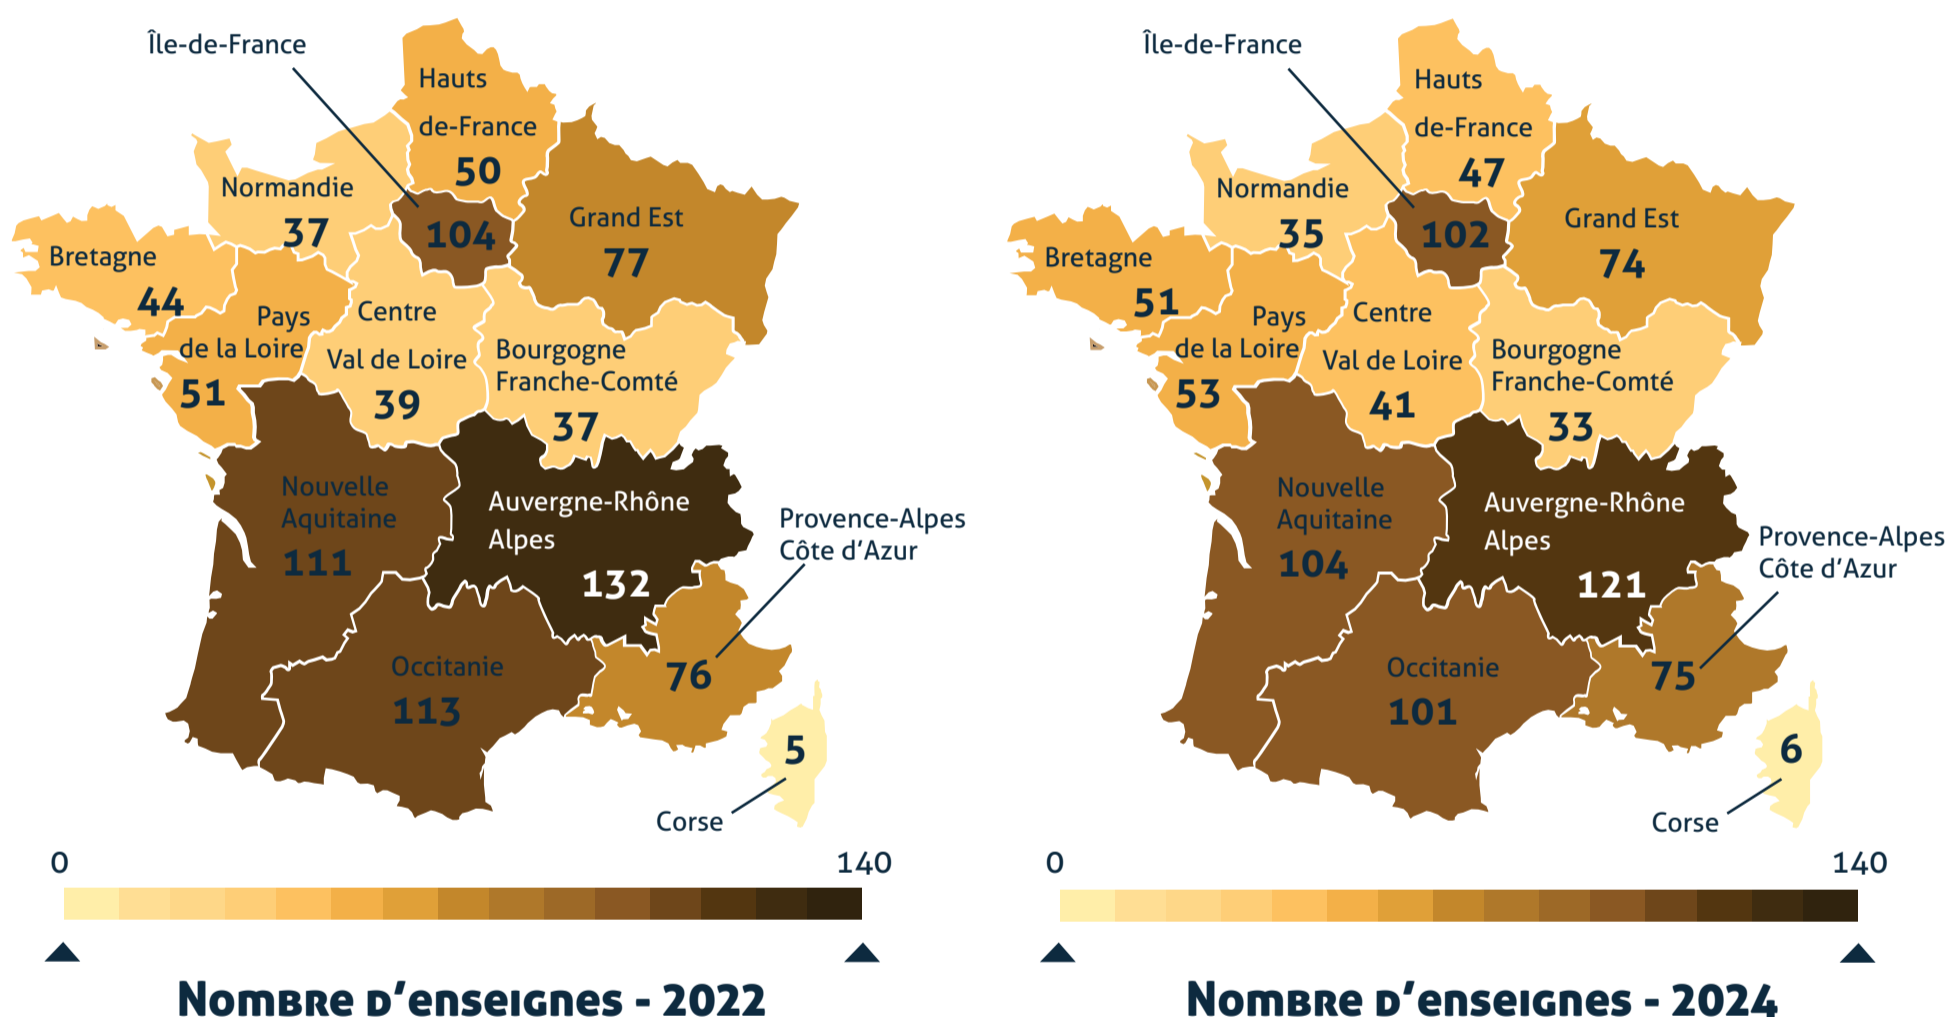 Île-de-France
Hauts
de-France
50
Normandie
37
104
Grand Est
77
Bretagne
44
Pays
de la Loire
51
Centre
Val de Loire
39
Bourgogne
Franche-Comté
37
Nouvelle
Aquitaine
111
Auvergne-Rhône
Alpes
132
Provence-Alpes
Côte d’Azur
76
Occitanie
113
5
Corse
0
140
Nombre d’enseignes - 2022
Île-de-France
Hauts
de-France
47
Normandie
35
102
Grand Est
74
Bretagne
51
Pays
de la Loire
53
Centre
Val de Loire
41
Bourgogne
Franche-Comté
33
Nouvelle
Aquitaine
104
Auvergne-Rhône
Alpes
121
Provence-Alpes
Côte d’Azur
75
Occitanie
101
6
Corse
0
140
Nombre d’enseignes - 2024